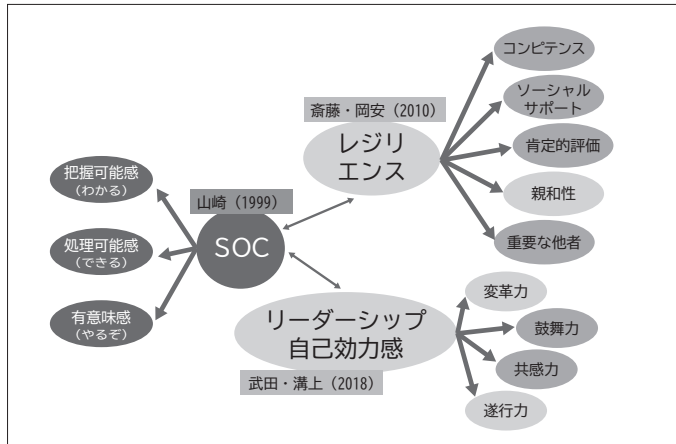 コンピテンス
ソーシャル
サポート
斎藤・岡安（2010）
レジリ
エンス
肯定的評価
親和性
重要な他者
把握可能感
（わかる）
山崎（1999）
処理可能感
（できる）
SOC
有意味感
（やるぞ）
リーダーシップ
自己効力感
武田・溝上（2018）
変革力
鼓舞力
共感力
遂行力